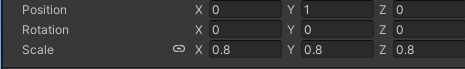 Position X 0 Y 1 Z 0
Rotation X 0 Y 0 Z 0
Scale X 0.8 Y 0.8 Z 0.8